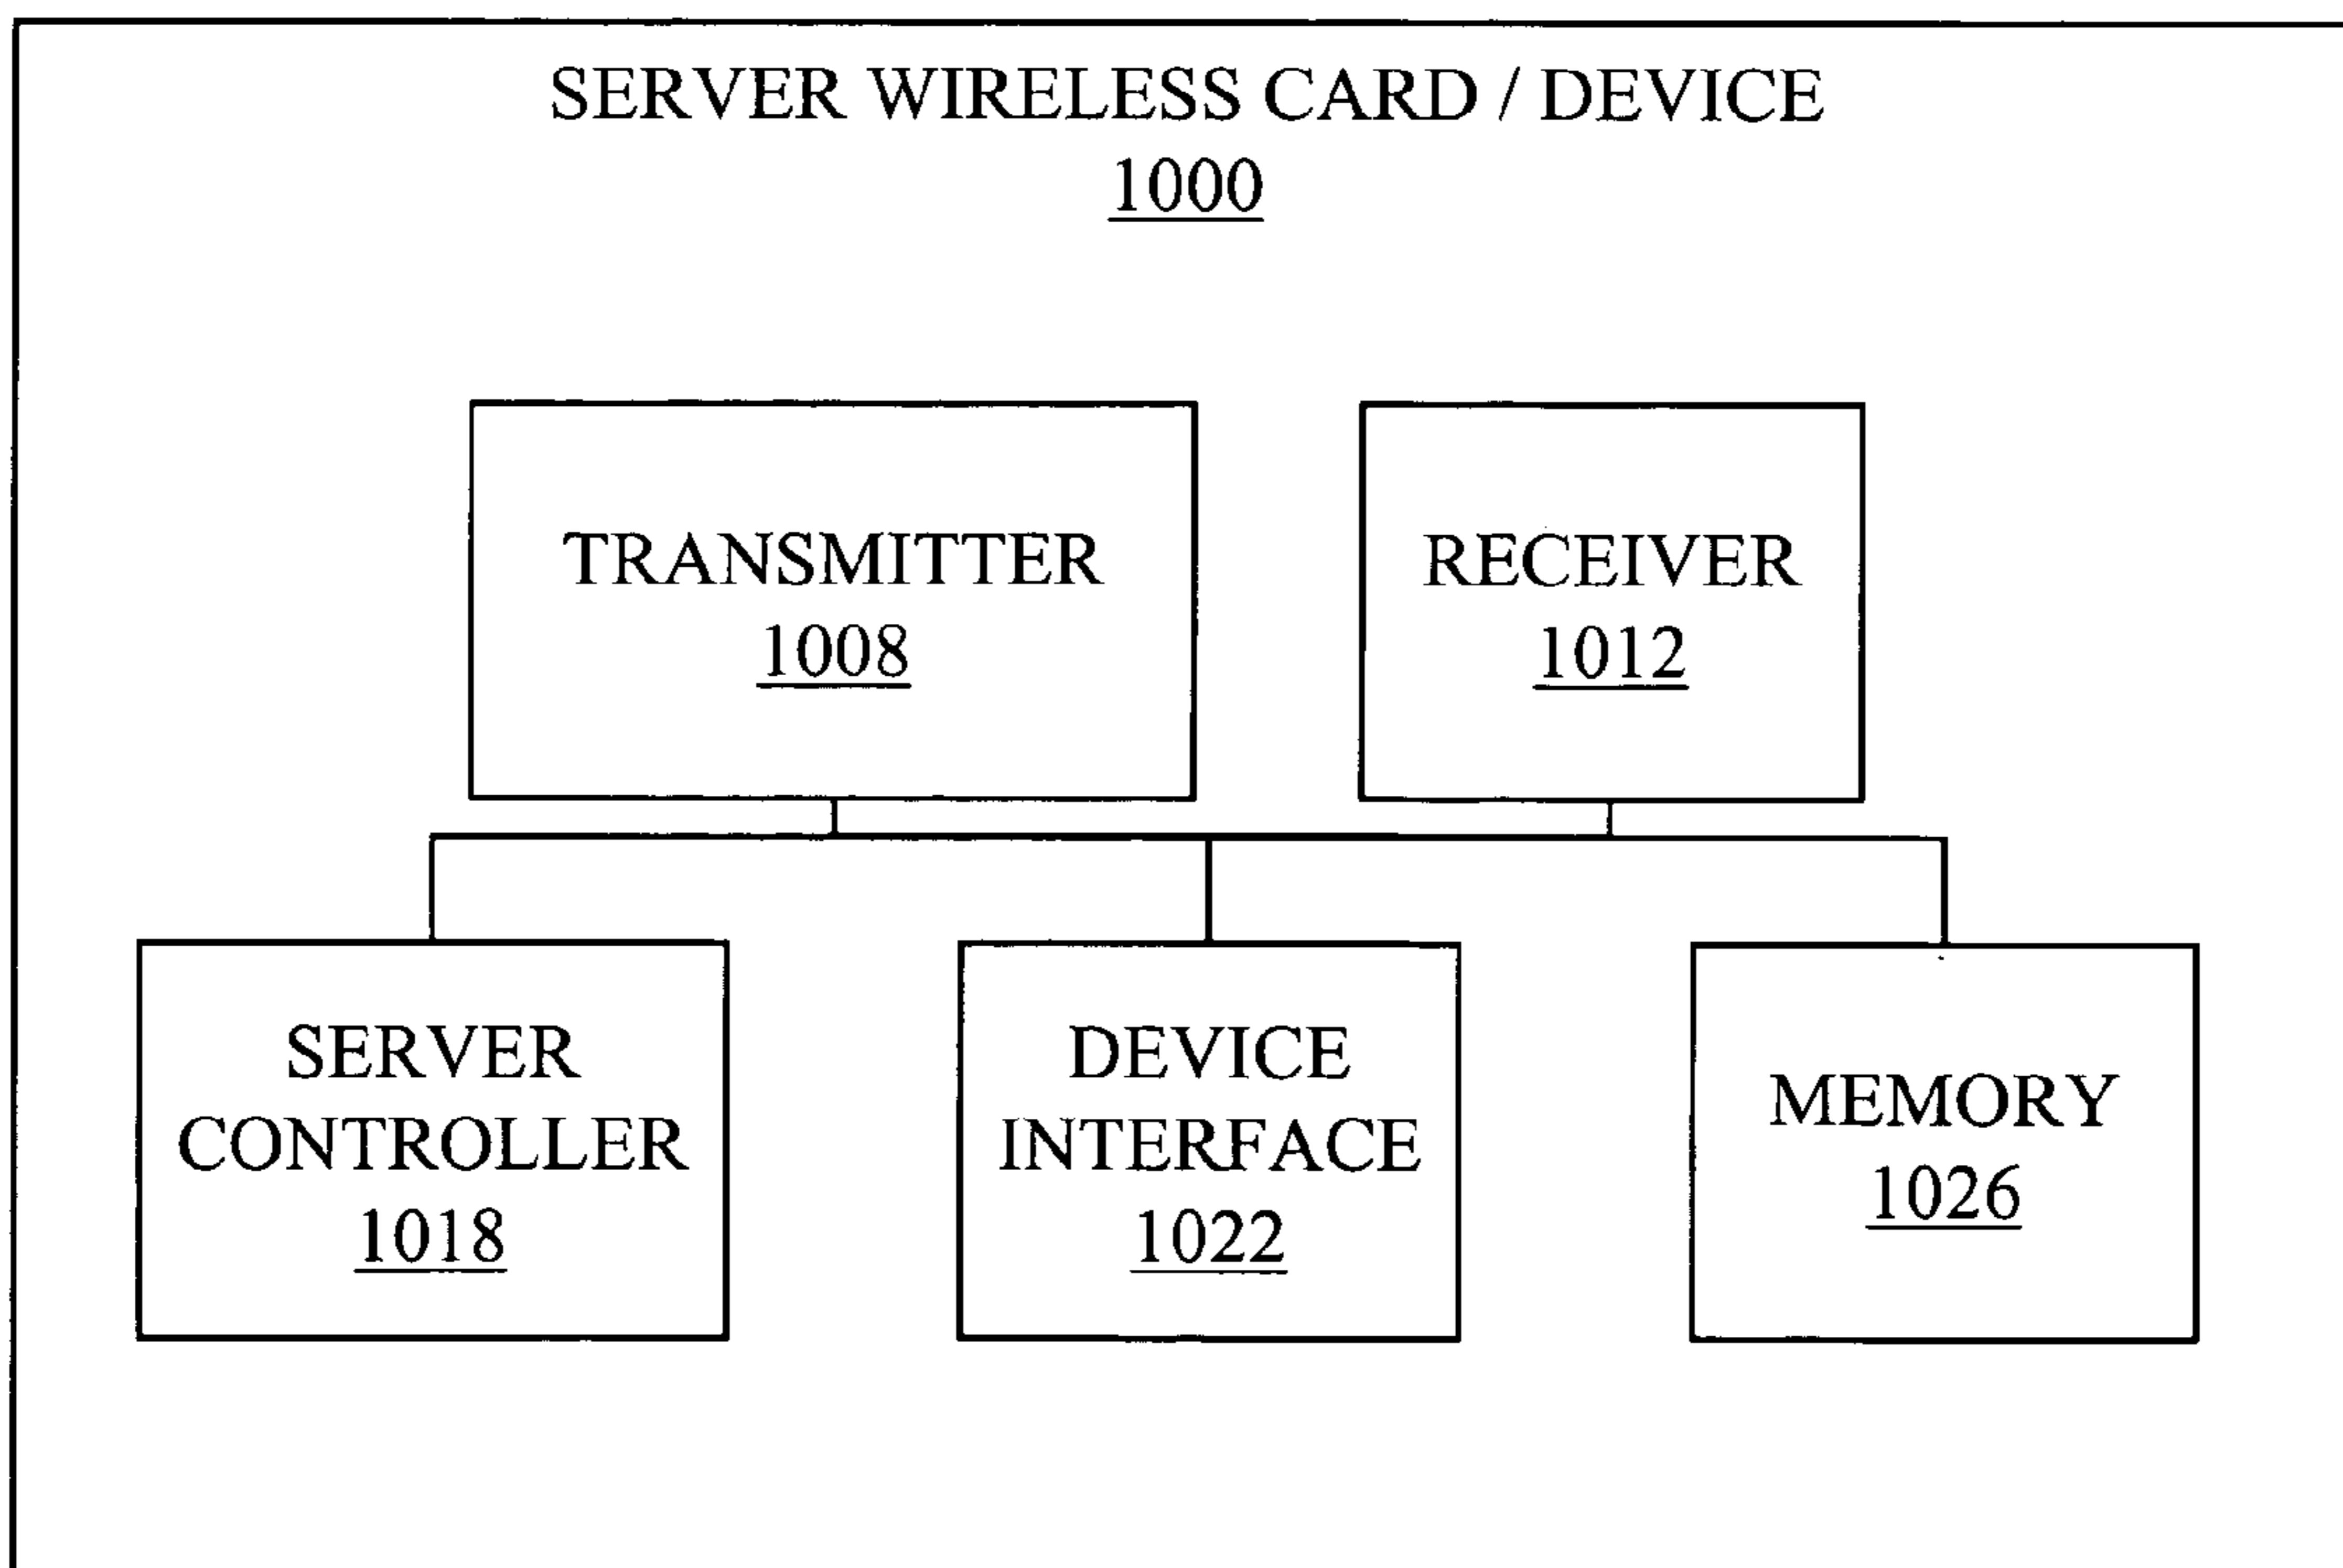 SERVER WIRELESS CARD / DEVICE
1000
TRANSMITTER
1008
RECEIVER
1012
SERVER
CONTROLLER
1018
DEVICE
INTERFACE
1022
MEMORY
1026